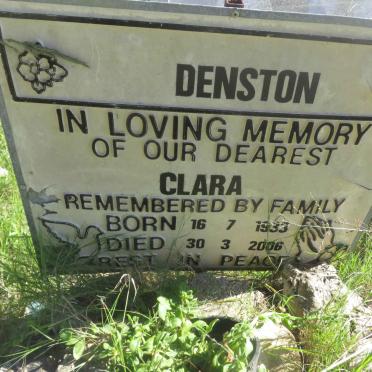 DENSTON
IN LOVING MEMORY
OF OUR DEAREST
CLARA
REMEMBERED BY FAMILY
BORN 16 7 1933
DIED 30 3 2006
REST IN PEACE